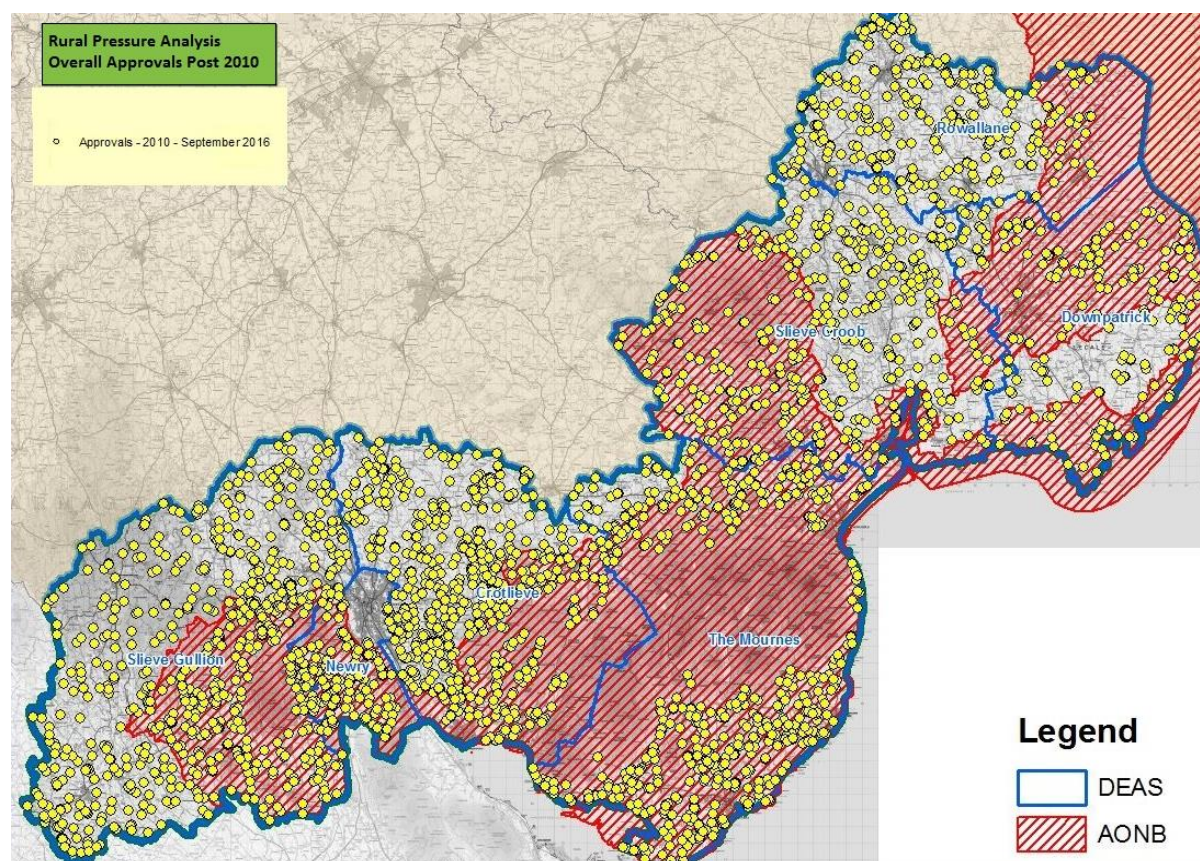 Rural Pressure Analysis
Overall Approvals Post 2010
Approvals - 2010 - September 2016
Rowallane
Downpatrick
LECALE
Slieve Croob
Crotlieve
The Mournes
Slieve Gullion
Newry
Legend
DEAS
AONB